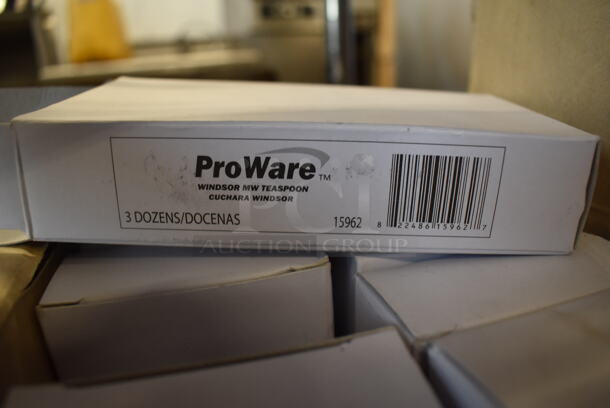 ProWare™
WINDSOR MW TEASPOON
CUCHARA WINDSOR
3 DOZENS/DOCENAS 15962
8 22486 15962 7
PCI
AUCTION GROUP